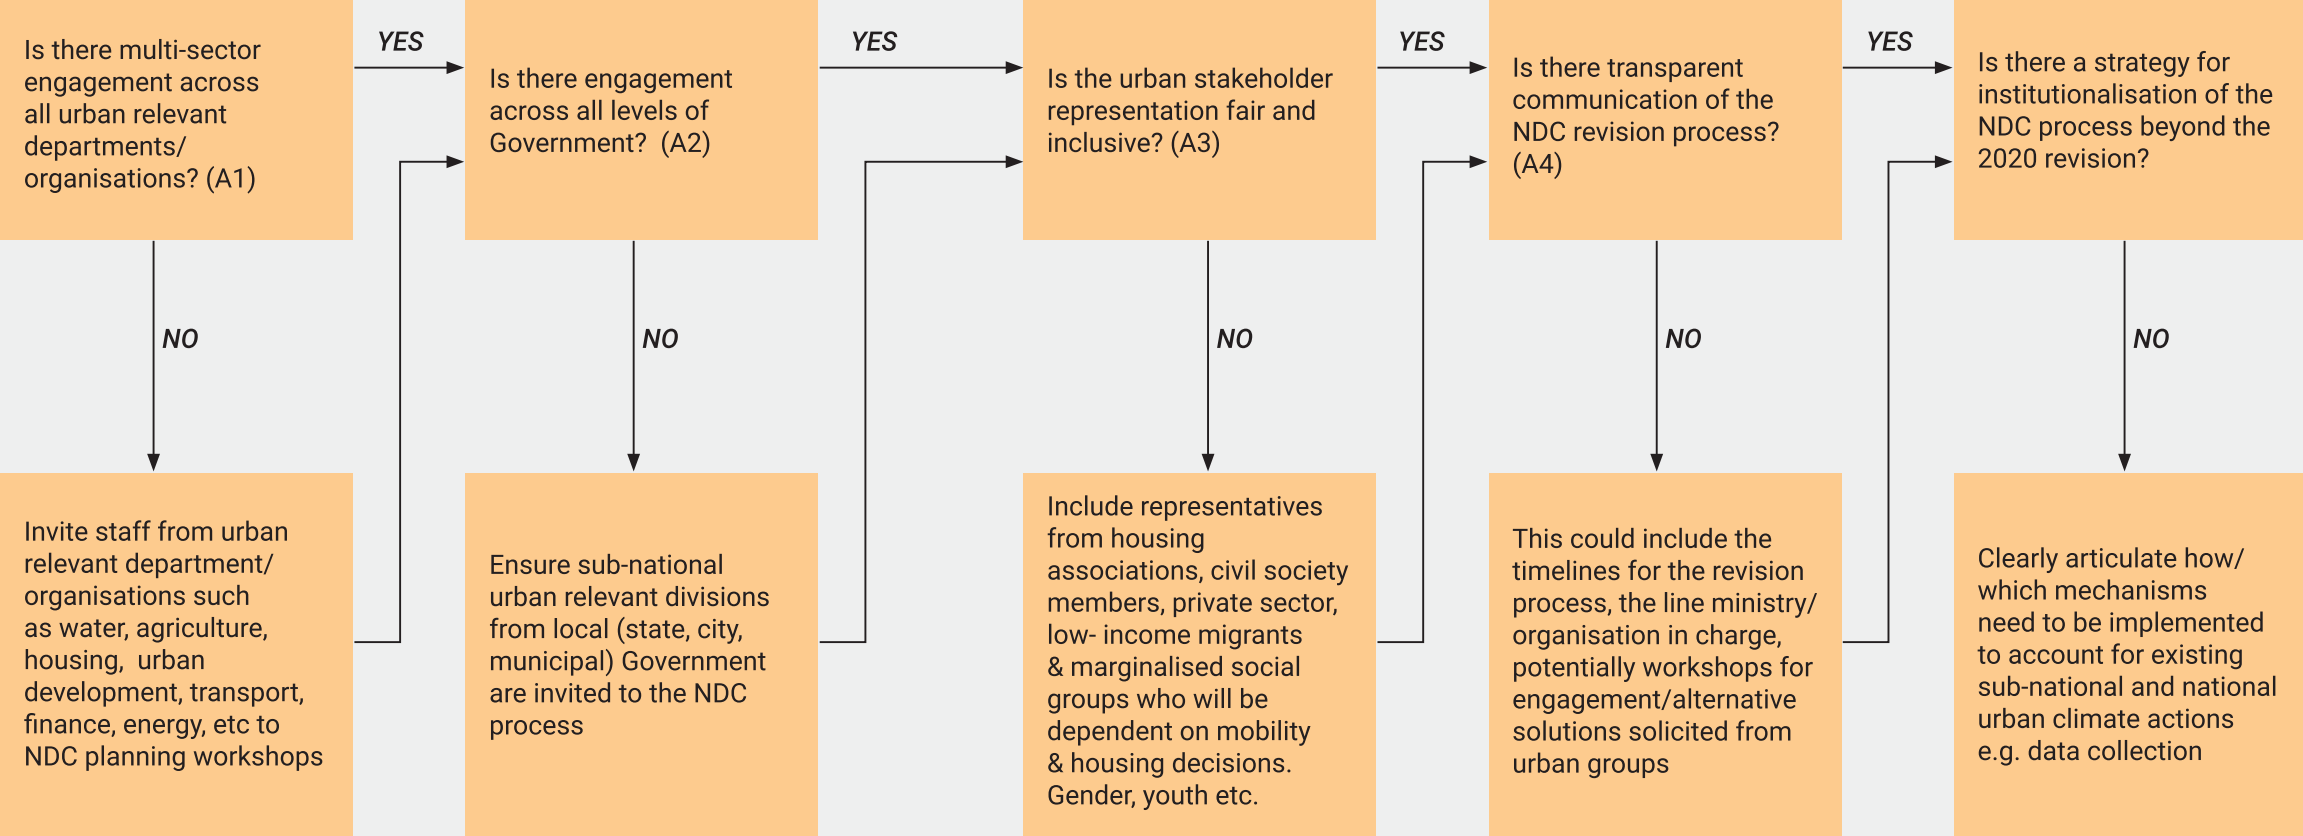 Is there multi-sector
engagement across
all urban relevant
departments/
organisations? (A1)
YES
Is there engagement
across all levels of
Government? (A2)
YES
Is the urban stakeholder
representation fair and
inclusive? (A3)
YES
Is there transparent
communication of the
NDC revision process?
(A4)
YES
Is there a strategy for
institutionalisation of the
NDC process beyond the
2020 revision?
NO
NO
NO
NO
NO
Invite staff from urban
relevant department/
organisations such
as water, agriculture,
housing, urban
development, transport,
finance, energy, etc to
NDC planning workshops
Ensure sub-national
urban relevant divisions
from local (state, city,
municipal) Government
are invited to the NDC
process
Include representatives
from housing
associations, civil society
members, private sector,
low- income migrants
& marginalised social
groups who will be
dependent on mobility
& housing decisions.
Gender, youth etc.
This could include the
timelines for the revision
process, the line ministry/
organisation in charge,
potentially workshops for
engagement/alternative
solutions solicited from
urban groups
Clearly articulate how/
which mechanisms
need to be implemented
to account for existing
sub-national and national
urban climate actions
e.g. data collection